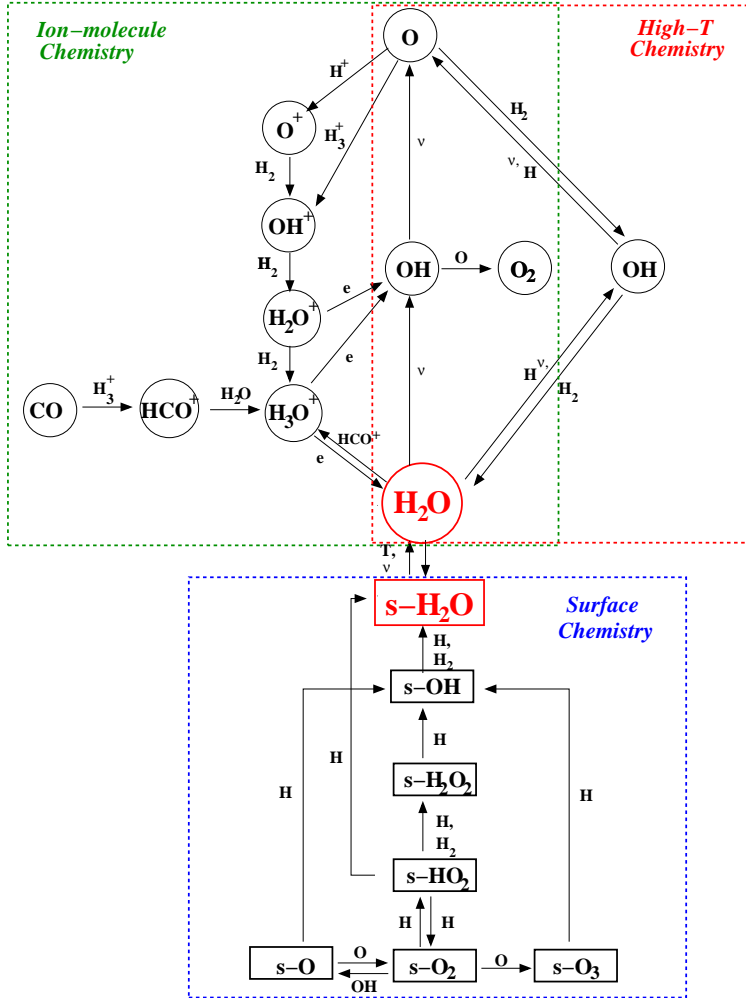 Ion−molecule
Chemistry
High−T
Chemistry
O
H⁺
H₂
O⁺
H₃⁺
ν
ν, H
H₂
OH⁺
OH
O
O₂
OH
H₂
e
H₂O⁺
H₂
e
ν
H ν,
H₂
CO
H₃⁺
HCO⁺
H₂O
H₃O⁺
HCO⁺
e
H₂O
T,
ν
s−H₂O
Surface
Chemistry
H,
H₂
s−OH
H
H
H
H
s−H₂O₂
H,
H₂
s−HO₂
H
H
s−O
O
OH
s−O₂
O
s−O₃